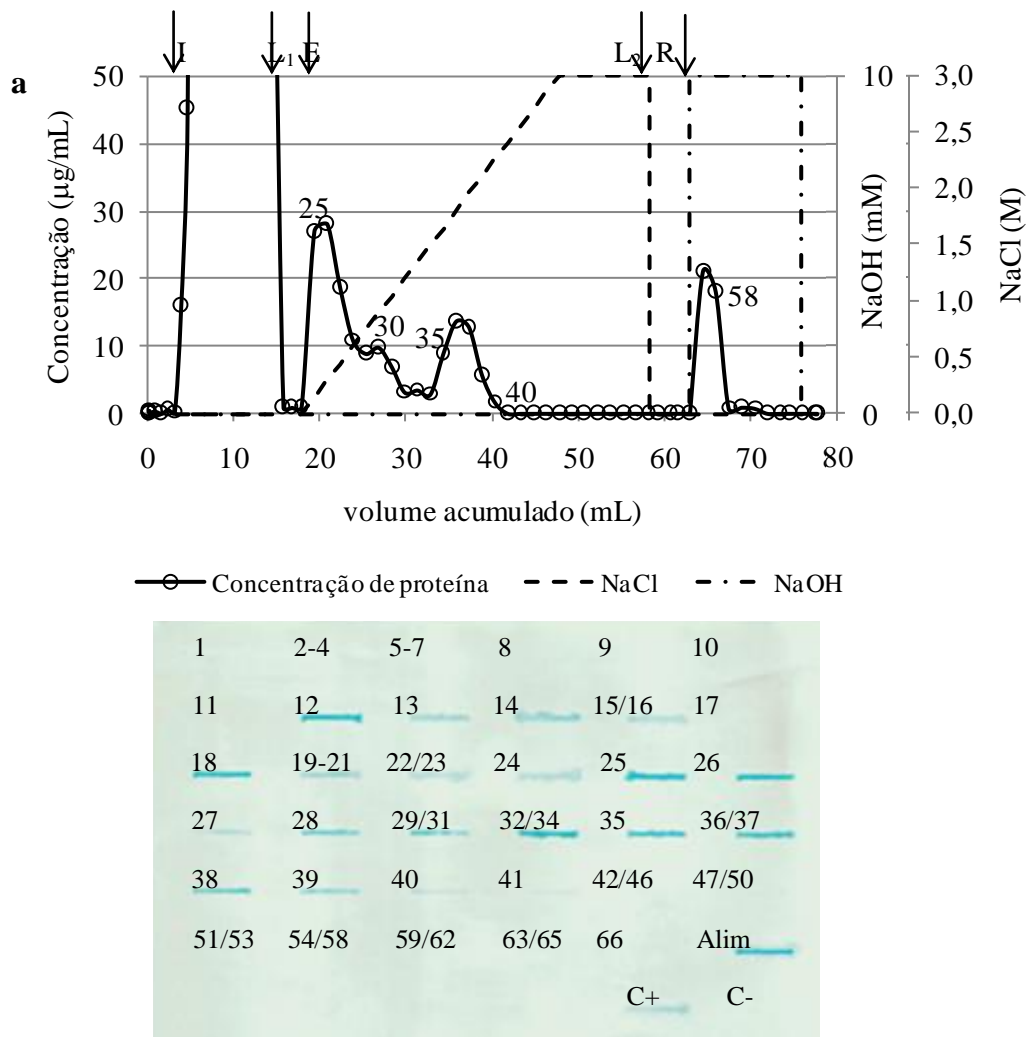 I L₁ E L₂ R
a
50 10 3,0
2,5
40
2,0
30
1,5
20
1,0
10
0,5
0 0 0,0
25
30
35
40
58
Concentração (µg/mL)
NaOH (mM)
NaCl (M)
0 10 20 30 40 50 60 70 80
volume acumulado (mL)
Concentração de proteína NaCl NaOH
1 2-4 5-7 8 9 10
11 12 13 14 15/16 17
18 19-21 22/23 24 25 26
27 28 29/31 32/34 35 36/37
38 39 40 41 42/46 47/50
51/53 54/58 59/62 63/65 66 Alim
C+ C-